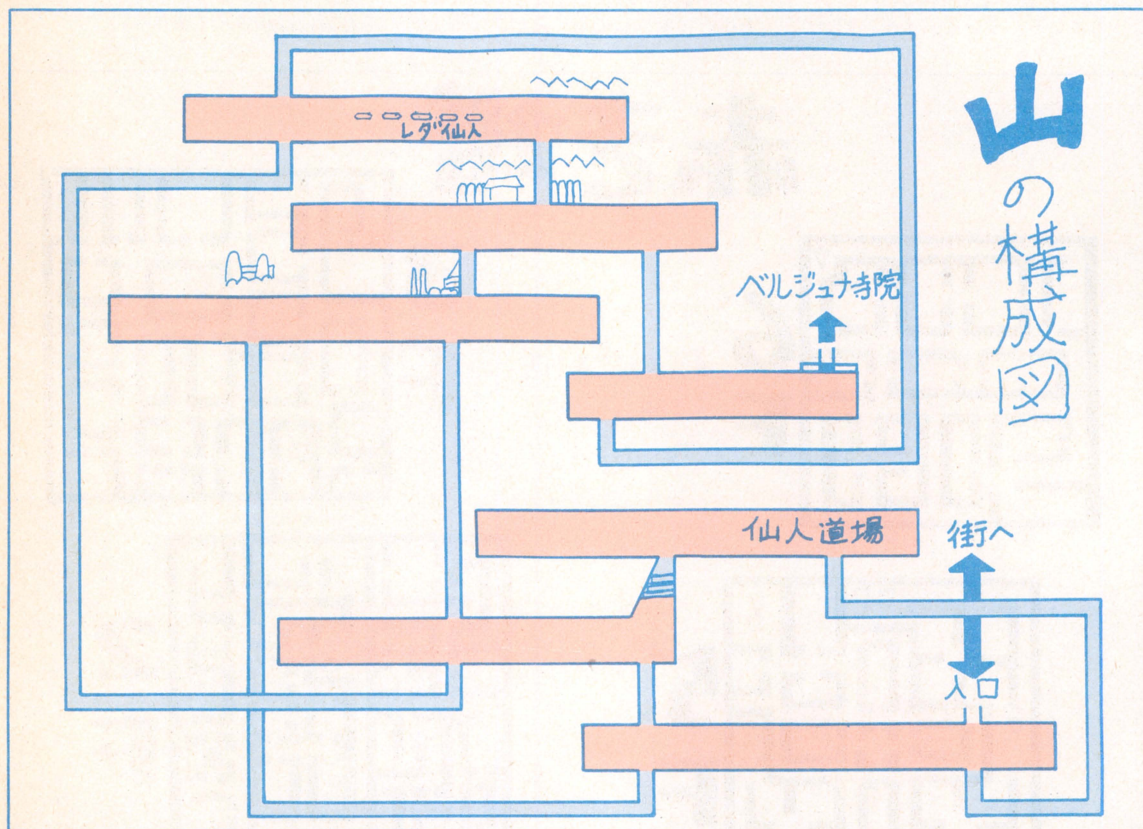 山の構成図
レダ仙人
ベルジュナ寺院
仙人道場
街へ
入口